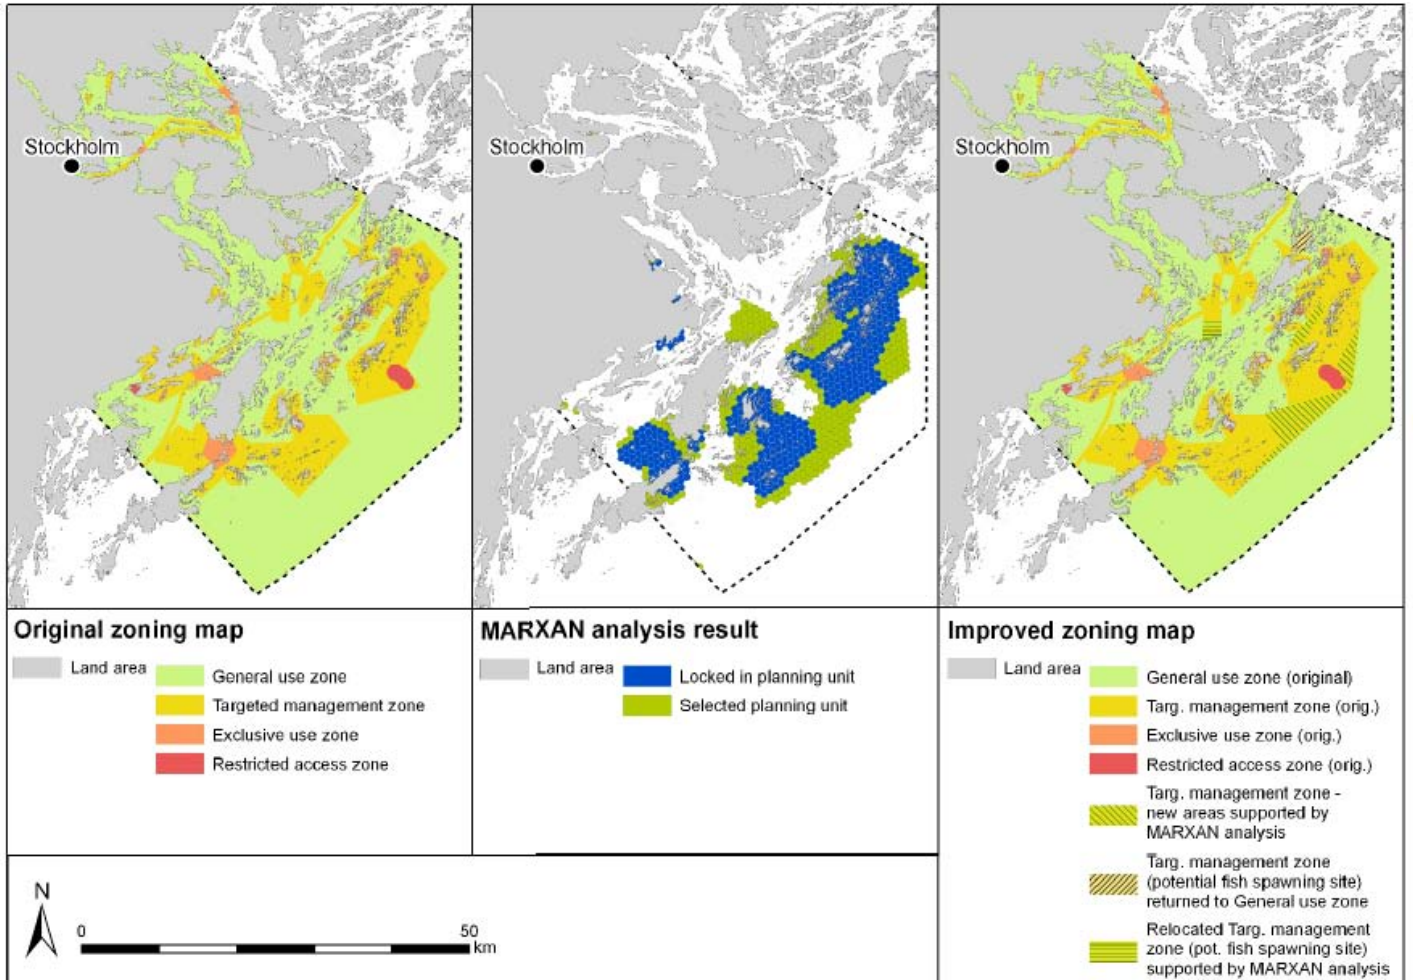 Stockholm
Stockholm
Stockholm
Original zoning map
Land area
General use zone
Targeted management zone
Exclusive use zone
Restricted access zone
MARXAN analysis result
Land area
Locked in planning unit
Selected planning unit
Improved zoning map
Land area
General use zone (original)
Targ. management zone (orig.)
Exclusive use zone (orig.)
Restricted access zone (orig.)
Targ. management zone -
new areas supported by
MARXAN analysis
Targ. management zone
(potential fish spawning site)
returned to General use zone
Relocated Targ. management
zone (pot. fish spawning site)
supported by MARXAN analysis
N
0 50
km